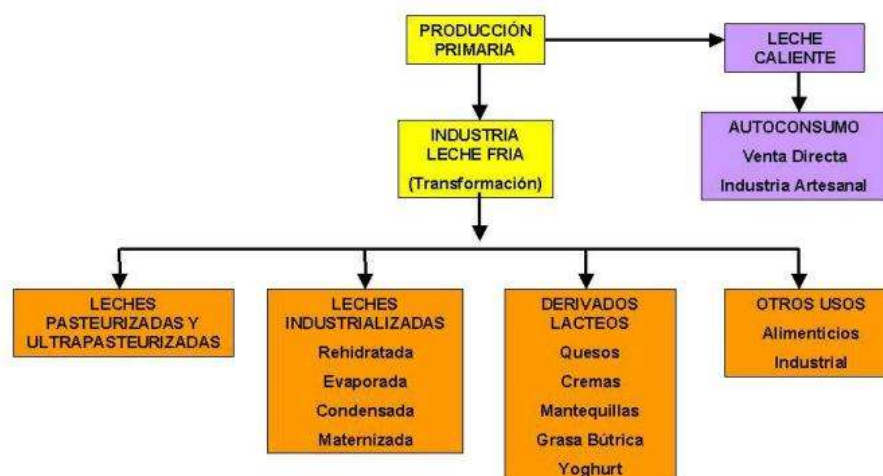 PRODUCCIÓN
PRIMARIA
LECHE
CALIENTE
INDUSTRIA
LECHE FRIA
(Transformación)
AUTOCONSUMO
Venta Directa
Industria Artesanal
LECHES
PASTEURIZADAS Y
ULTRAPASTEURIZADAS
LECHES
INDUSTRIALIZADAS
Rehidratada
Evaporada
Condensada
Maternizada
DERIVADOS
LACTEOS
Quesos
Cremas
Mantequillas
Grasa Bútrica
Yoghurt
OTROS USOS
Alimenticios
Industrial